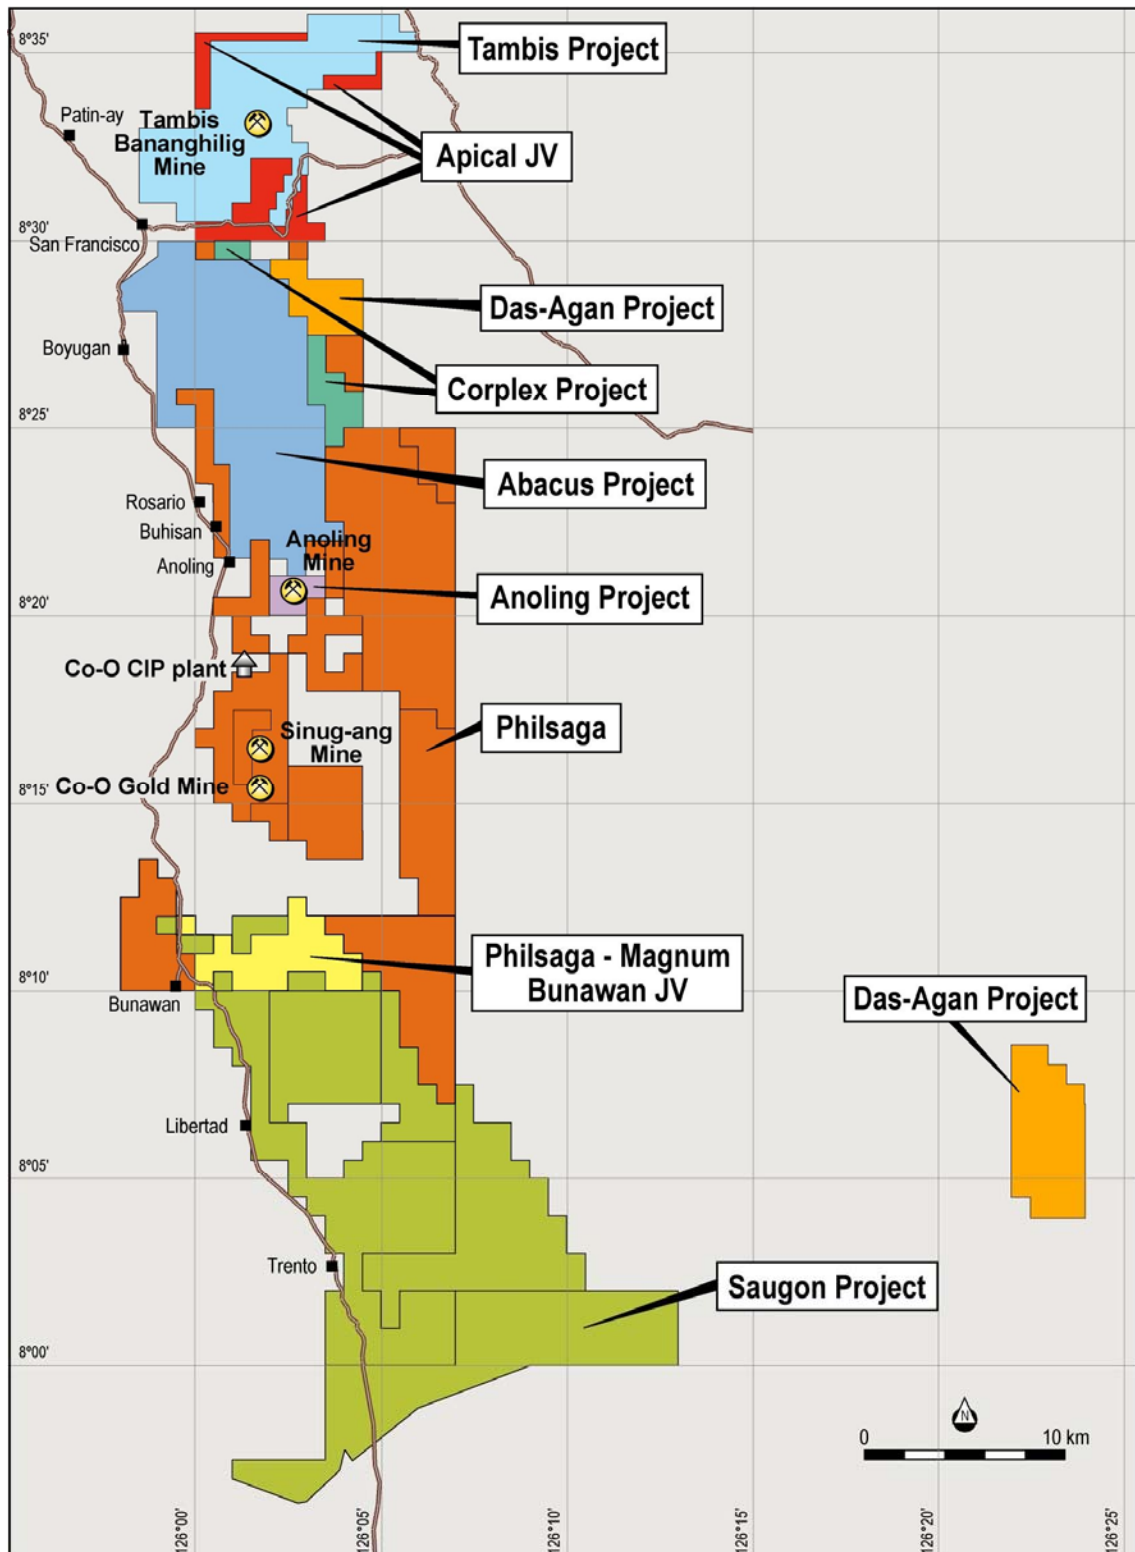 8°35'
Tambis Project
Patin-ay
Tambis
Bananghilig
Mine
Apical JV
8°30'
San Francisco
Das-Agan Project
Boyugan
Corplex Project
8°25'
Abacus Project
Rosario
Buhisan
Anoling
Anoling
Mine
Anoling Project
8°20'
Co-O CIP plant
Sinug-ang
Mine
Philsaga
Co-O Gold Mine
8°15'
Philsaga - Magnum
Bunawan JV
8°10'
Bunawan
Das-Agan Project
Libertad
8°05'
Trento
Saugon Project
8°00'
N
0 10 km
126°00'
126°05'
126°10'
126°15'
126°20'
126°25'